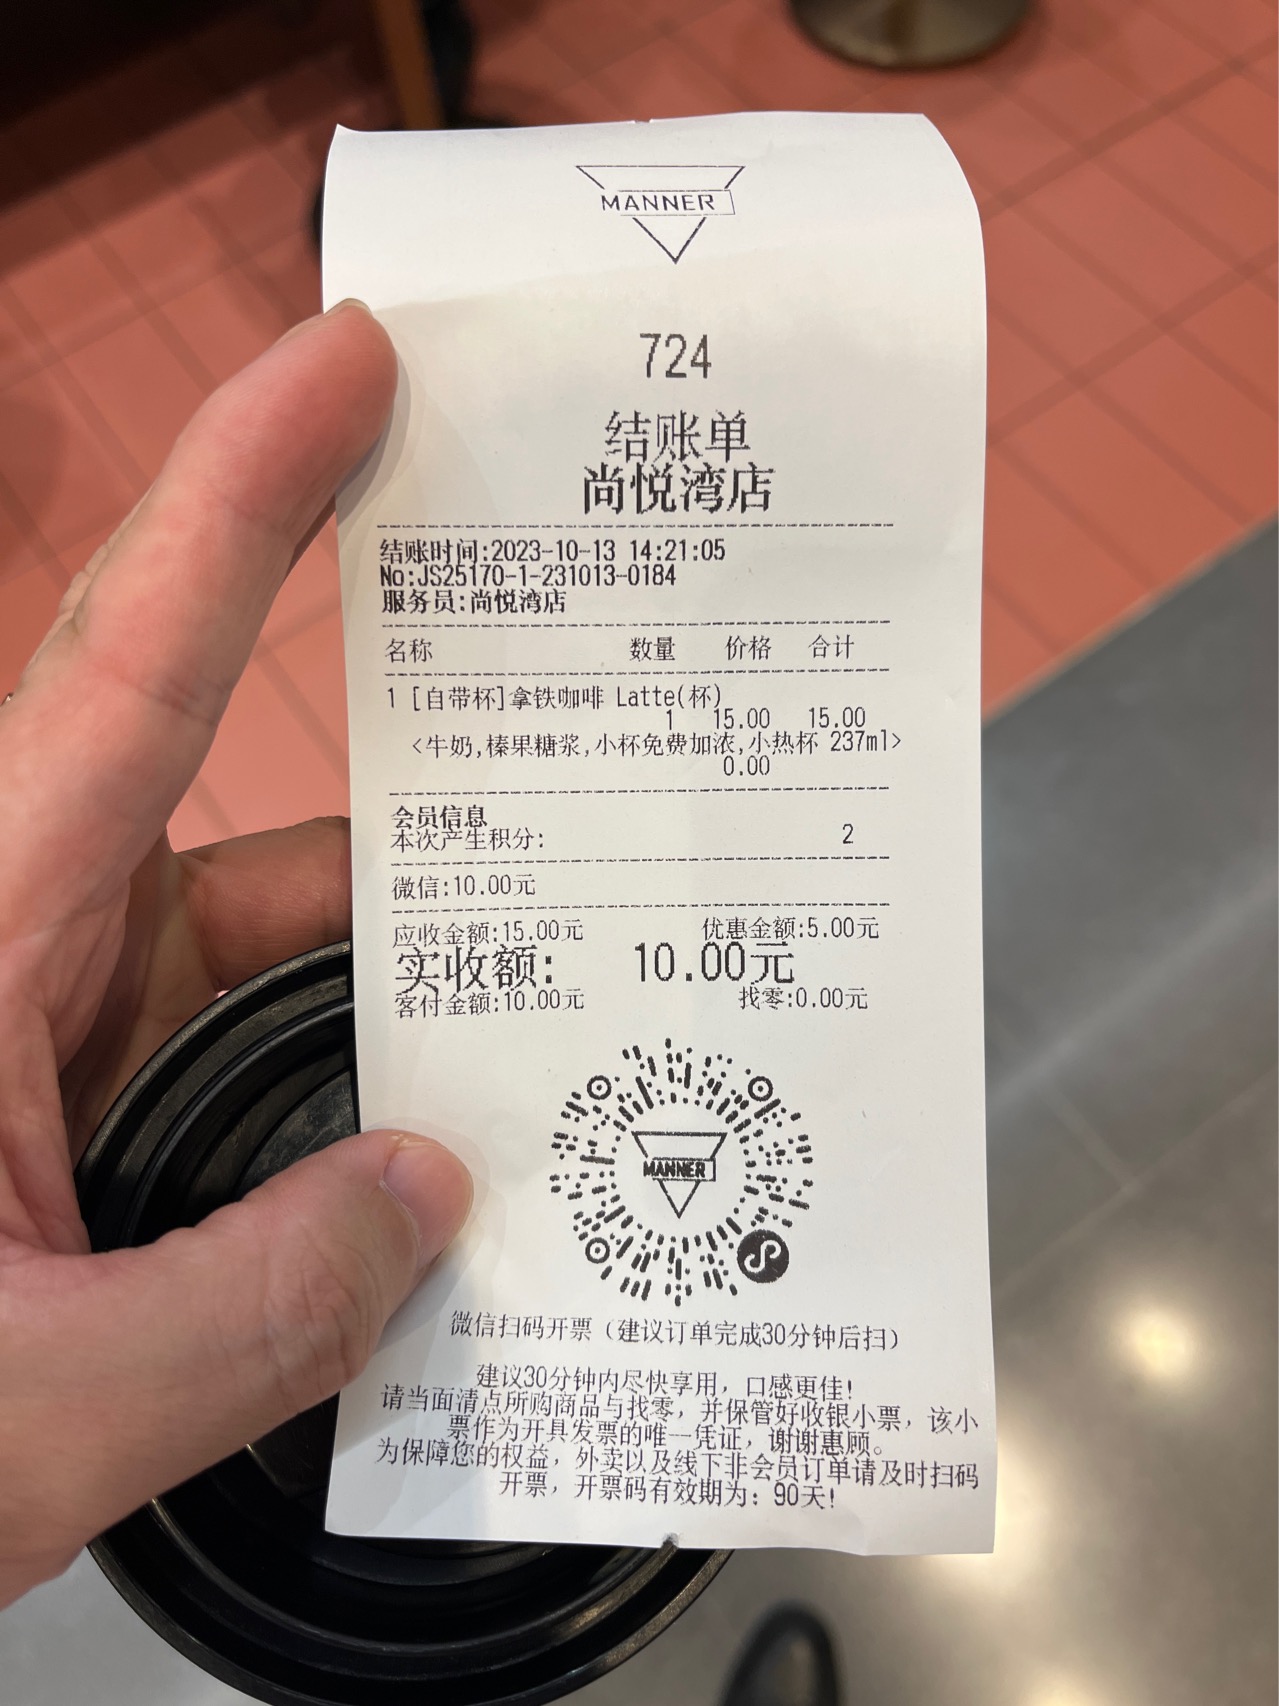 MANNER
724
结账单
尚悦湾店
结账时间:2023-10-13 14:21:05
No:JS25170-1-231013-0184
服务员:尚悦湾店
名称 数量 价格 合计
1 [自带杯]拿铁咖啡 Latte(杯)
1 15.00 15.00
<牛奶,榛果糖浆,小杯免费加浓,小热杯 237ml>
0.00
会员信息
本次产生积分: 2
微信:10.00元
应收金额:15.00元 优惠金额:5.00元
实收额: 10.00元
客付金额:10.00元 找零:0.00元
MANNER
微信扫码开票（建议订单完成30分钟后扫）
建议30分钟内尽快享用，口感更佳!
请当面清点所购商品与找零，并保管好收银小票，该小
票作为开具发票的唯一凭证，谢谢惠顾。
为保障您的权益，外卖以及线下非会员订单请及时扫码
开票，开票码有效期为：90天!